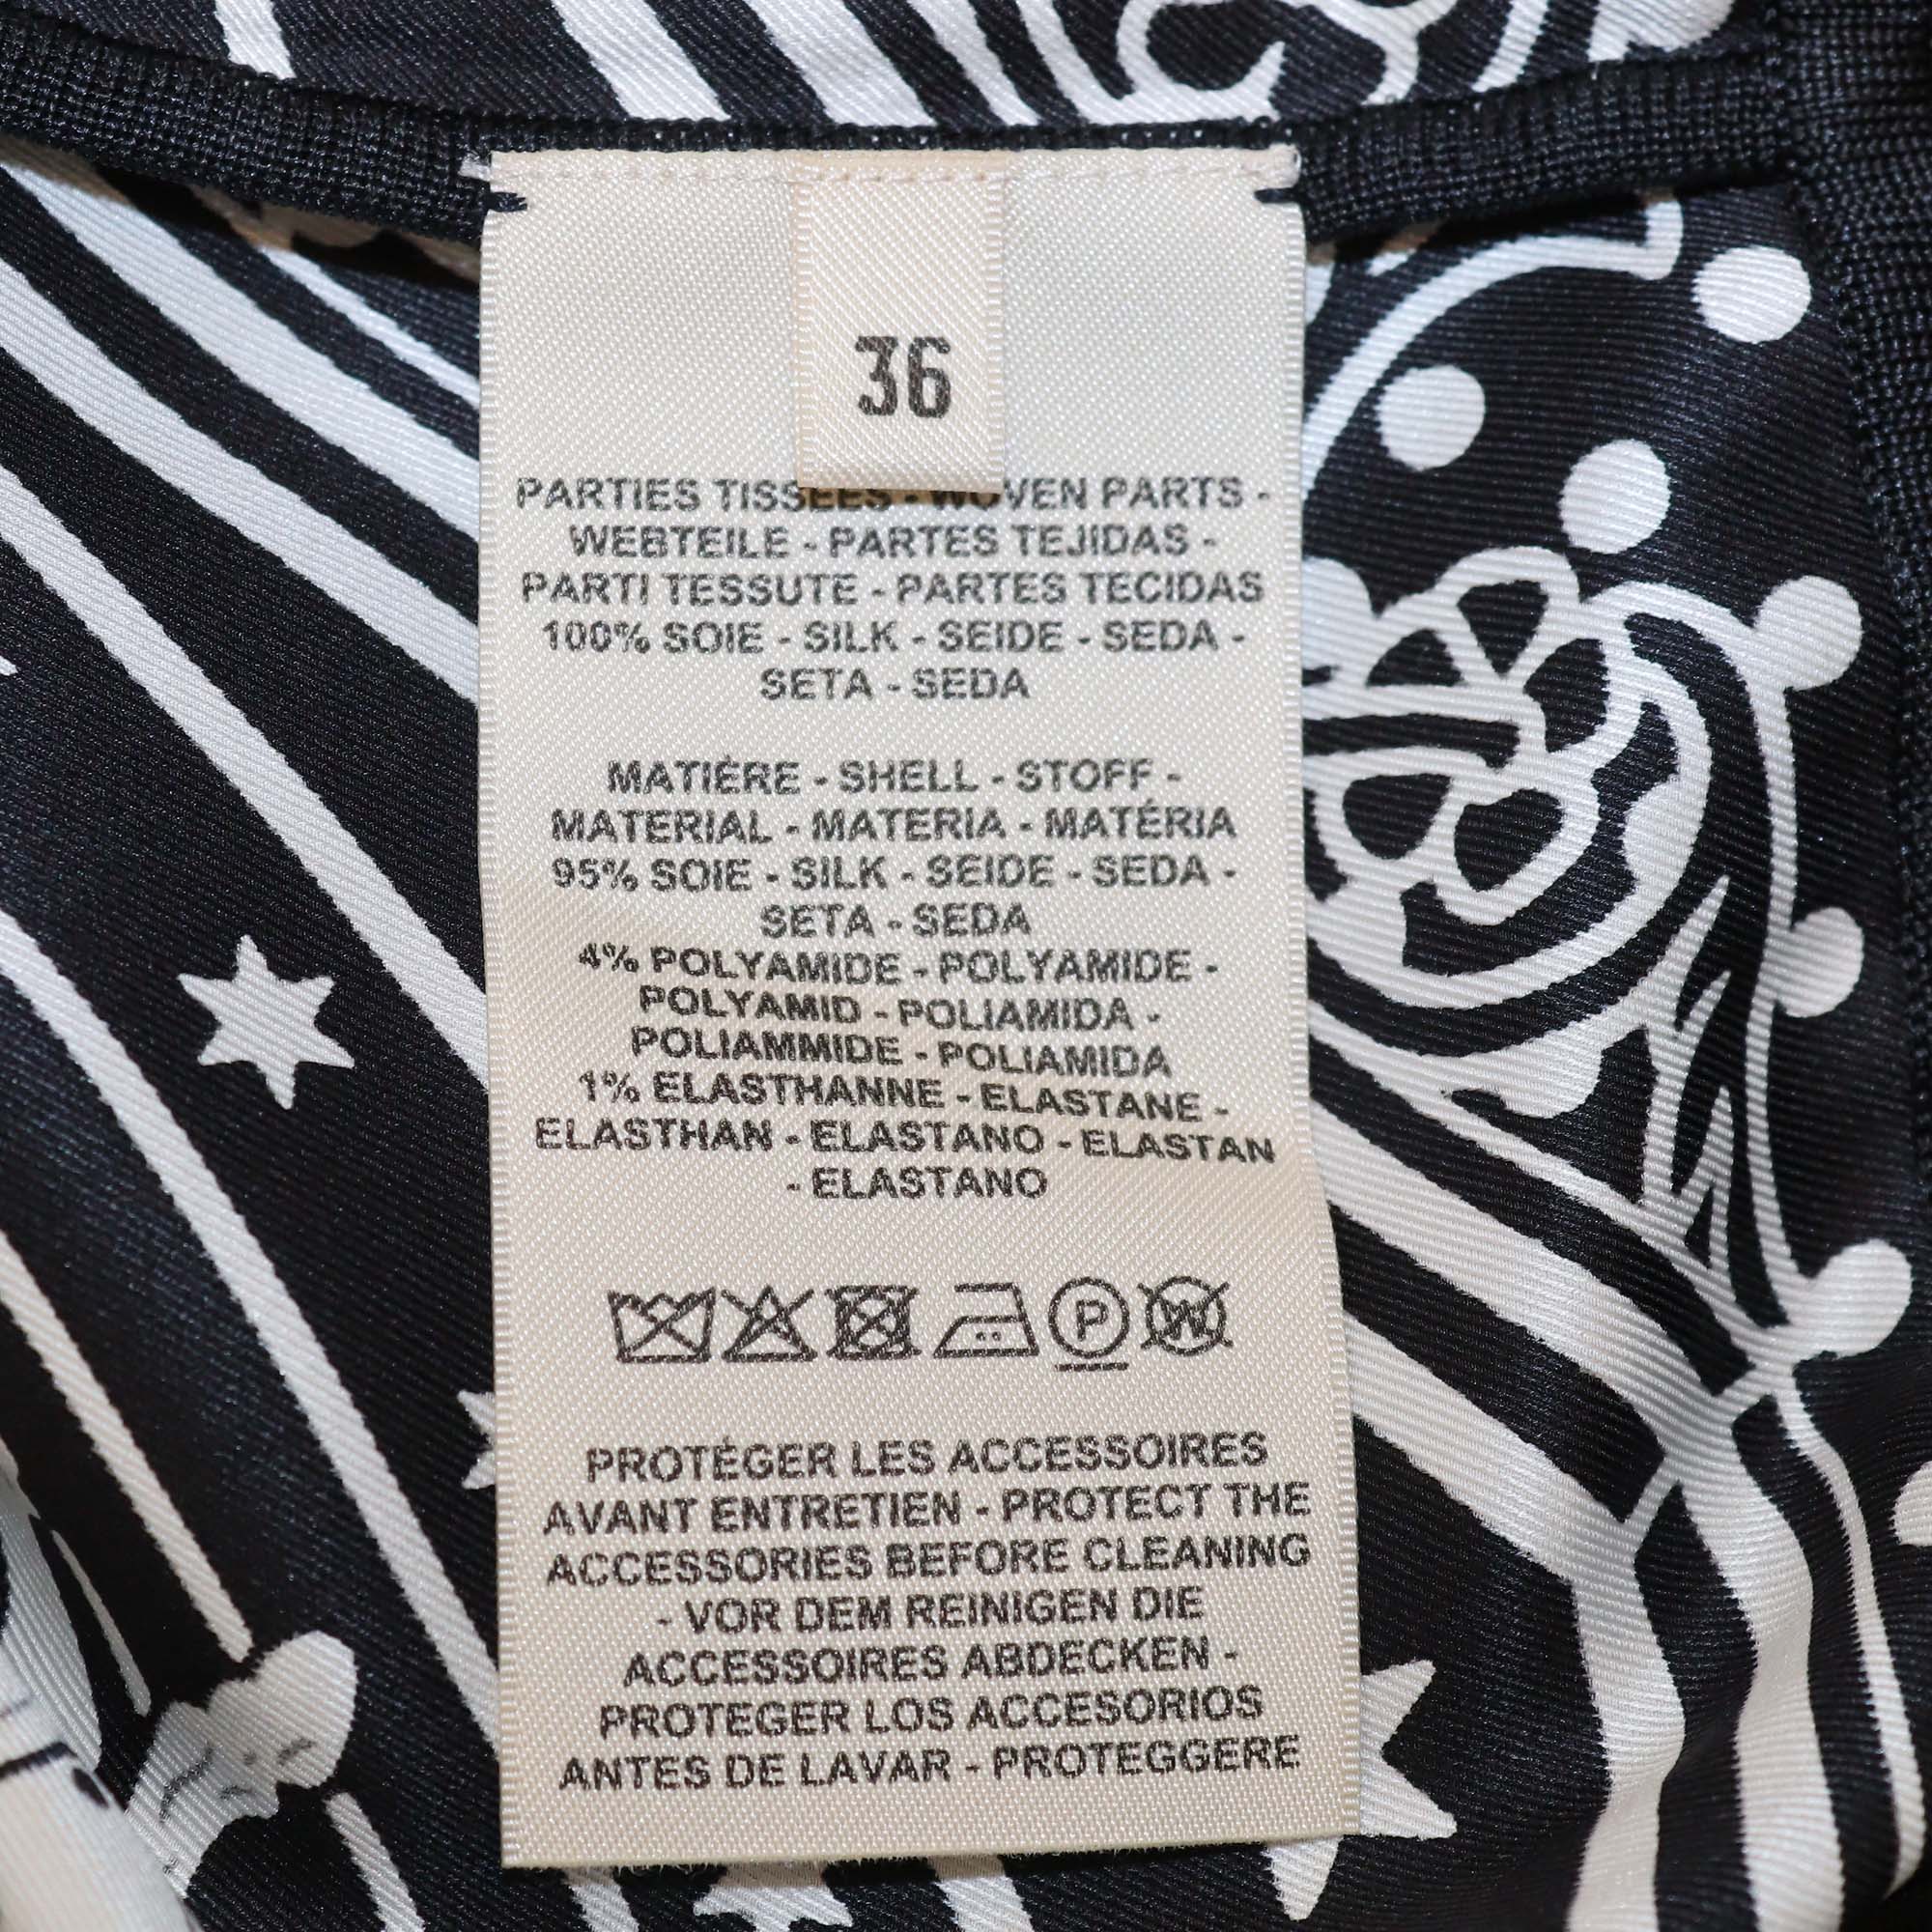 36
PARTIES TISSÉES - WOVEN PARTS -
WEBTEILE - PARTES TEJIDAS -
PARTI TESSUTE - PARTES TECIDAS
100% SOIE - SILK - SEIDE - SEDA -
SETA - SEDA
MATIÈRE - SHELL - STOFF -
MATERIAL - MATERIA - MATÉRIA
95% SOIE - SILK - SEIDE - SEDA -
SETA - SEDA
4% POLYAMIDE - POLYAMIDE -
POLYAMID - POLIAMIDA -
POLIAMMIDE - POLIAMIDA
1% ELASTHANNE - ELASTANE -
ELASTHAN - ELASTANO - ELASTAN
- ELASTANO
P W
PROTÉGER LES ACCESSOIRES
AVANT ENTRETIEN - PROTECT THE
ACCESSORIES BEFORE CLEANING
- VOR DEM REINIGEN DIE
ACCESSOIRES ABDECKEN -
PROTEGER LOS ACCESORIOS
ANTES DE LAVAR - PROTEGGERE